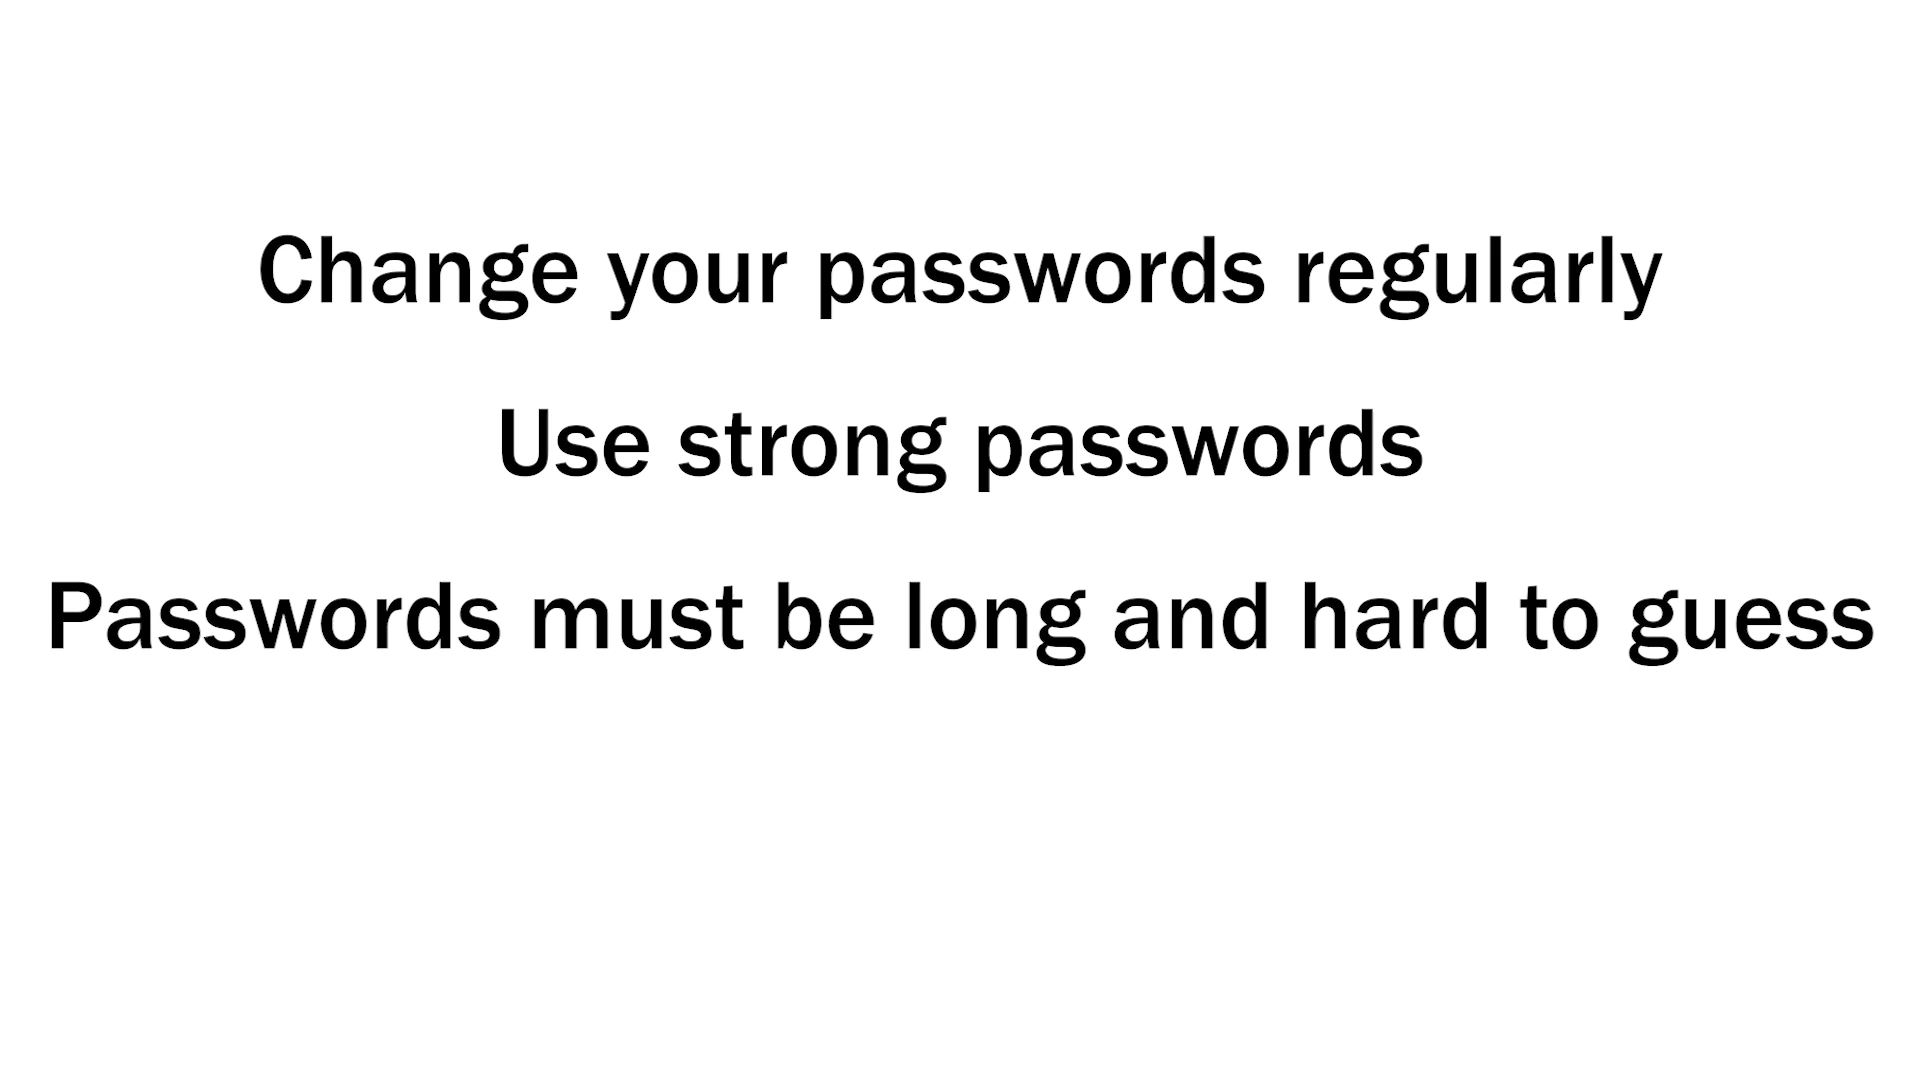 Change your passwords regularly
Use strong passwords
Passwords must be long and hard to guess